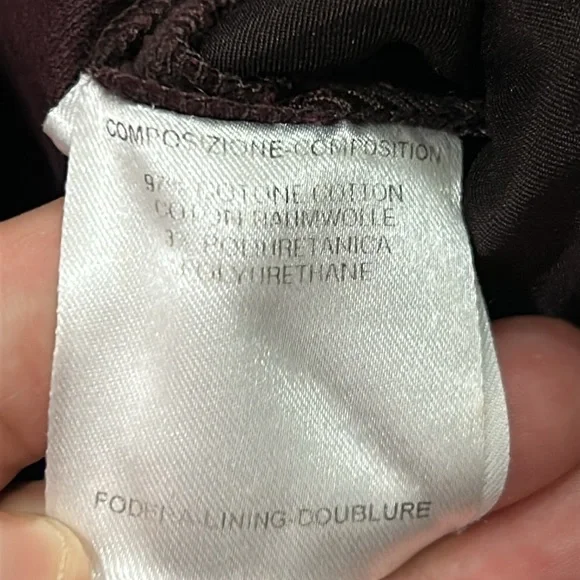 COMPOSIZIONE-COMPOSITION
97% COTONE COTTON
COTON BAUMWOLLE
3% POLIURETANICA
POLYURETHANE
FODERA-LINING-DOUBLURE